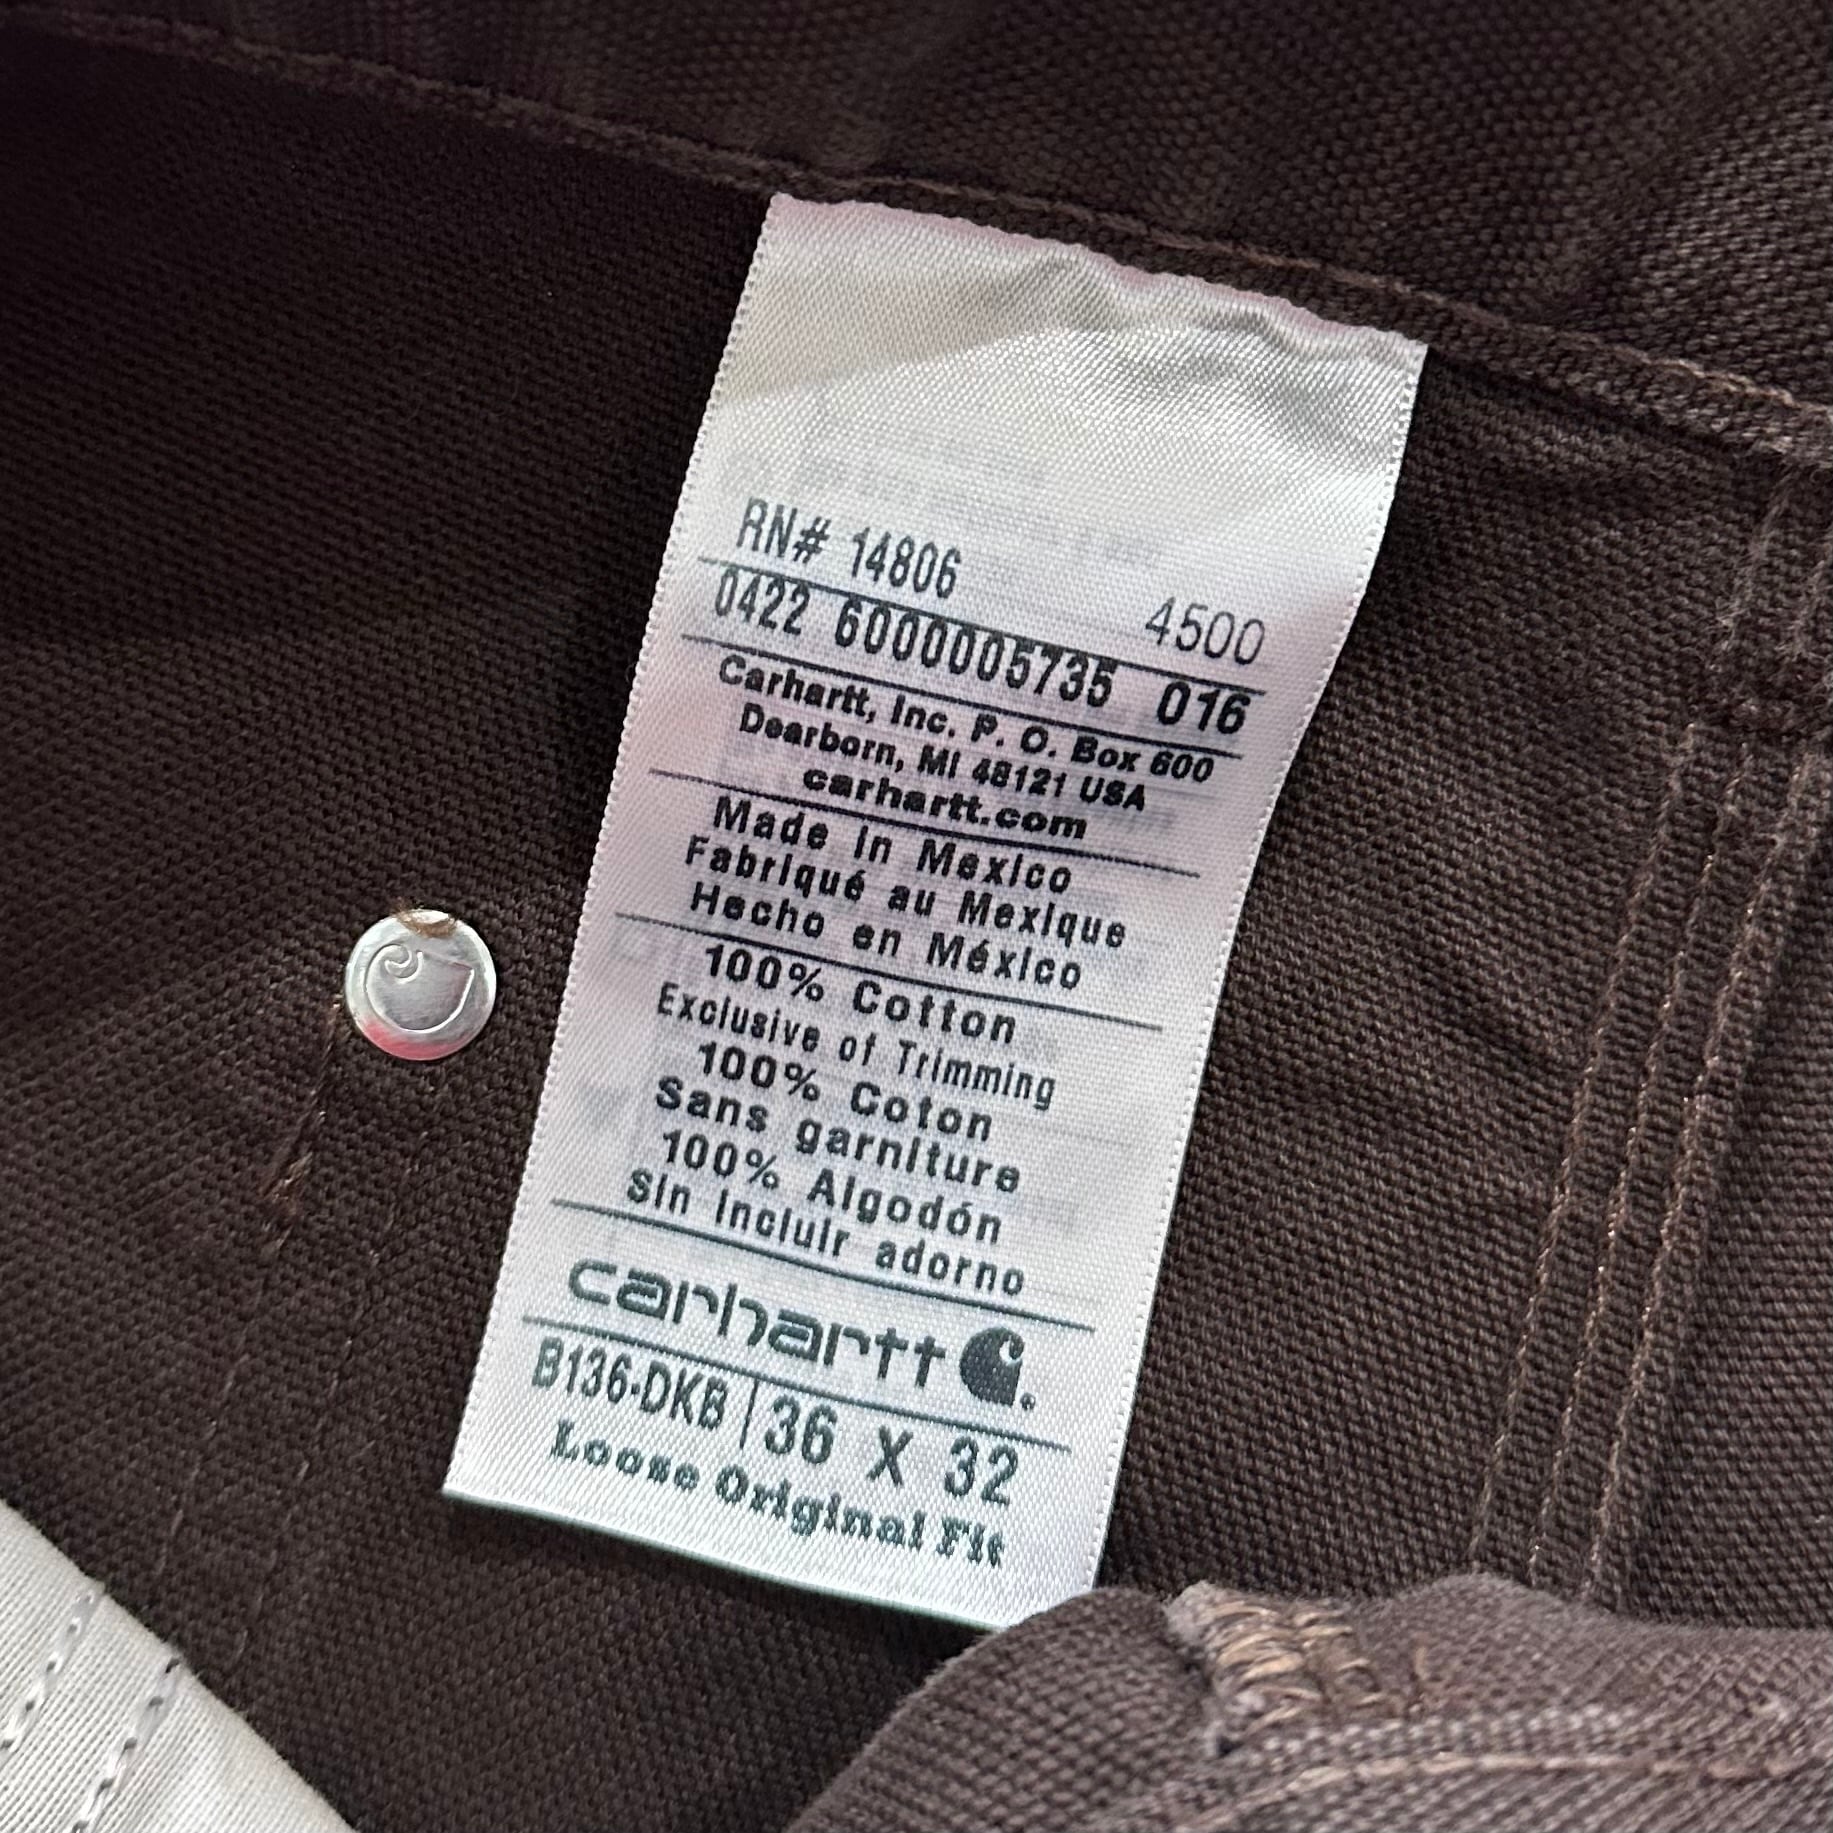 RN# 14806
4500
0422 6000005735 016
Carhartt, Inc. P. O. Box 600
Dearborn, MI 48121 USA
carhartt.com
Made in Mexico
Fabriqué au Mexique
Hecho en México
100% Cotton
Exclusive of Trimming
100% Coton
Sans garniture
100% Algodón
sin incluir adorno
carhartt
B136-DKB | 36 X 32
Loose Original Fit